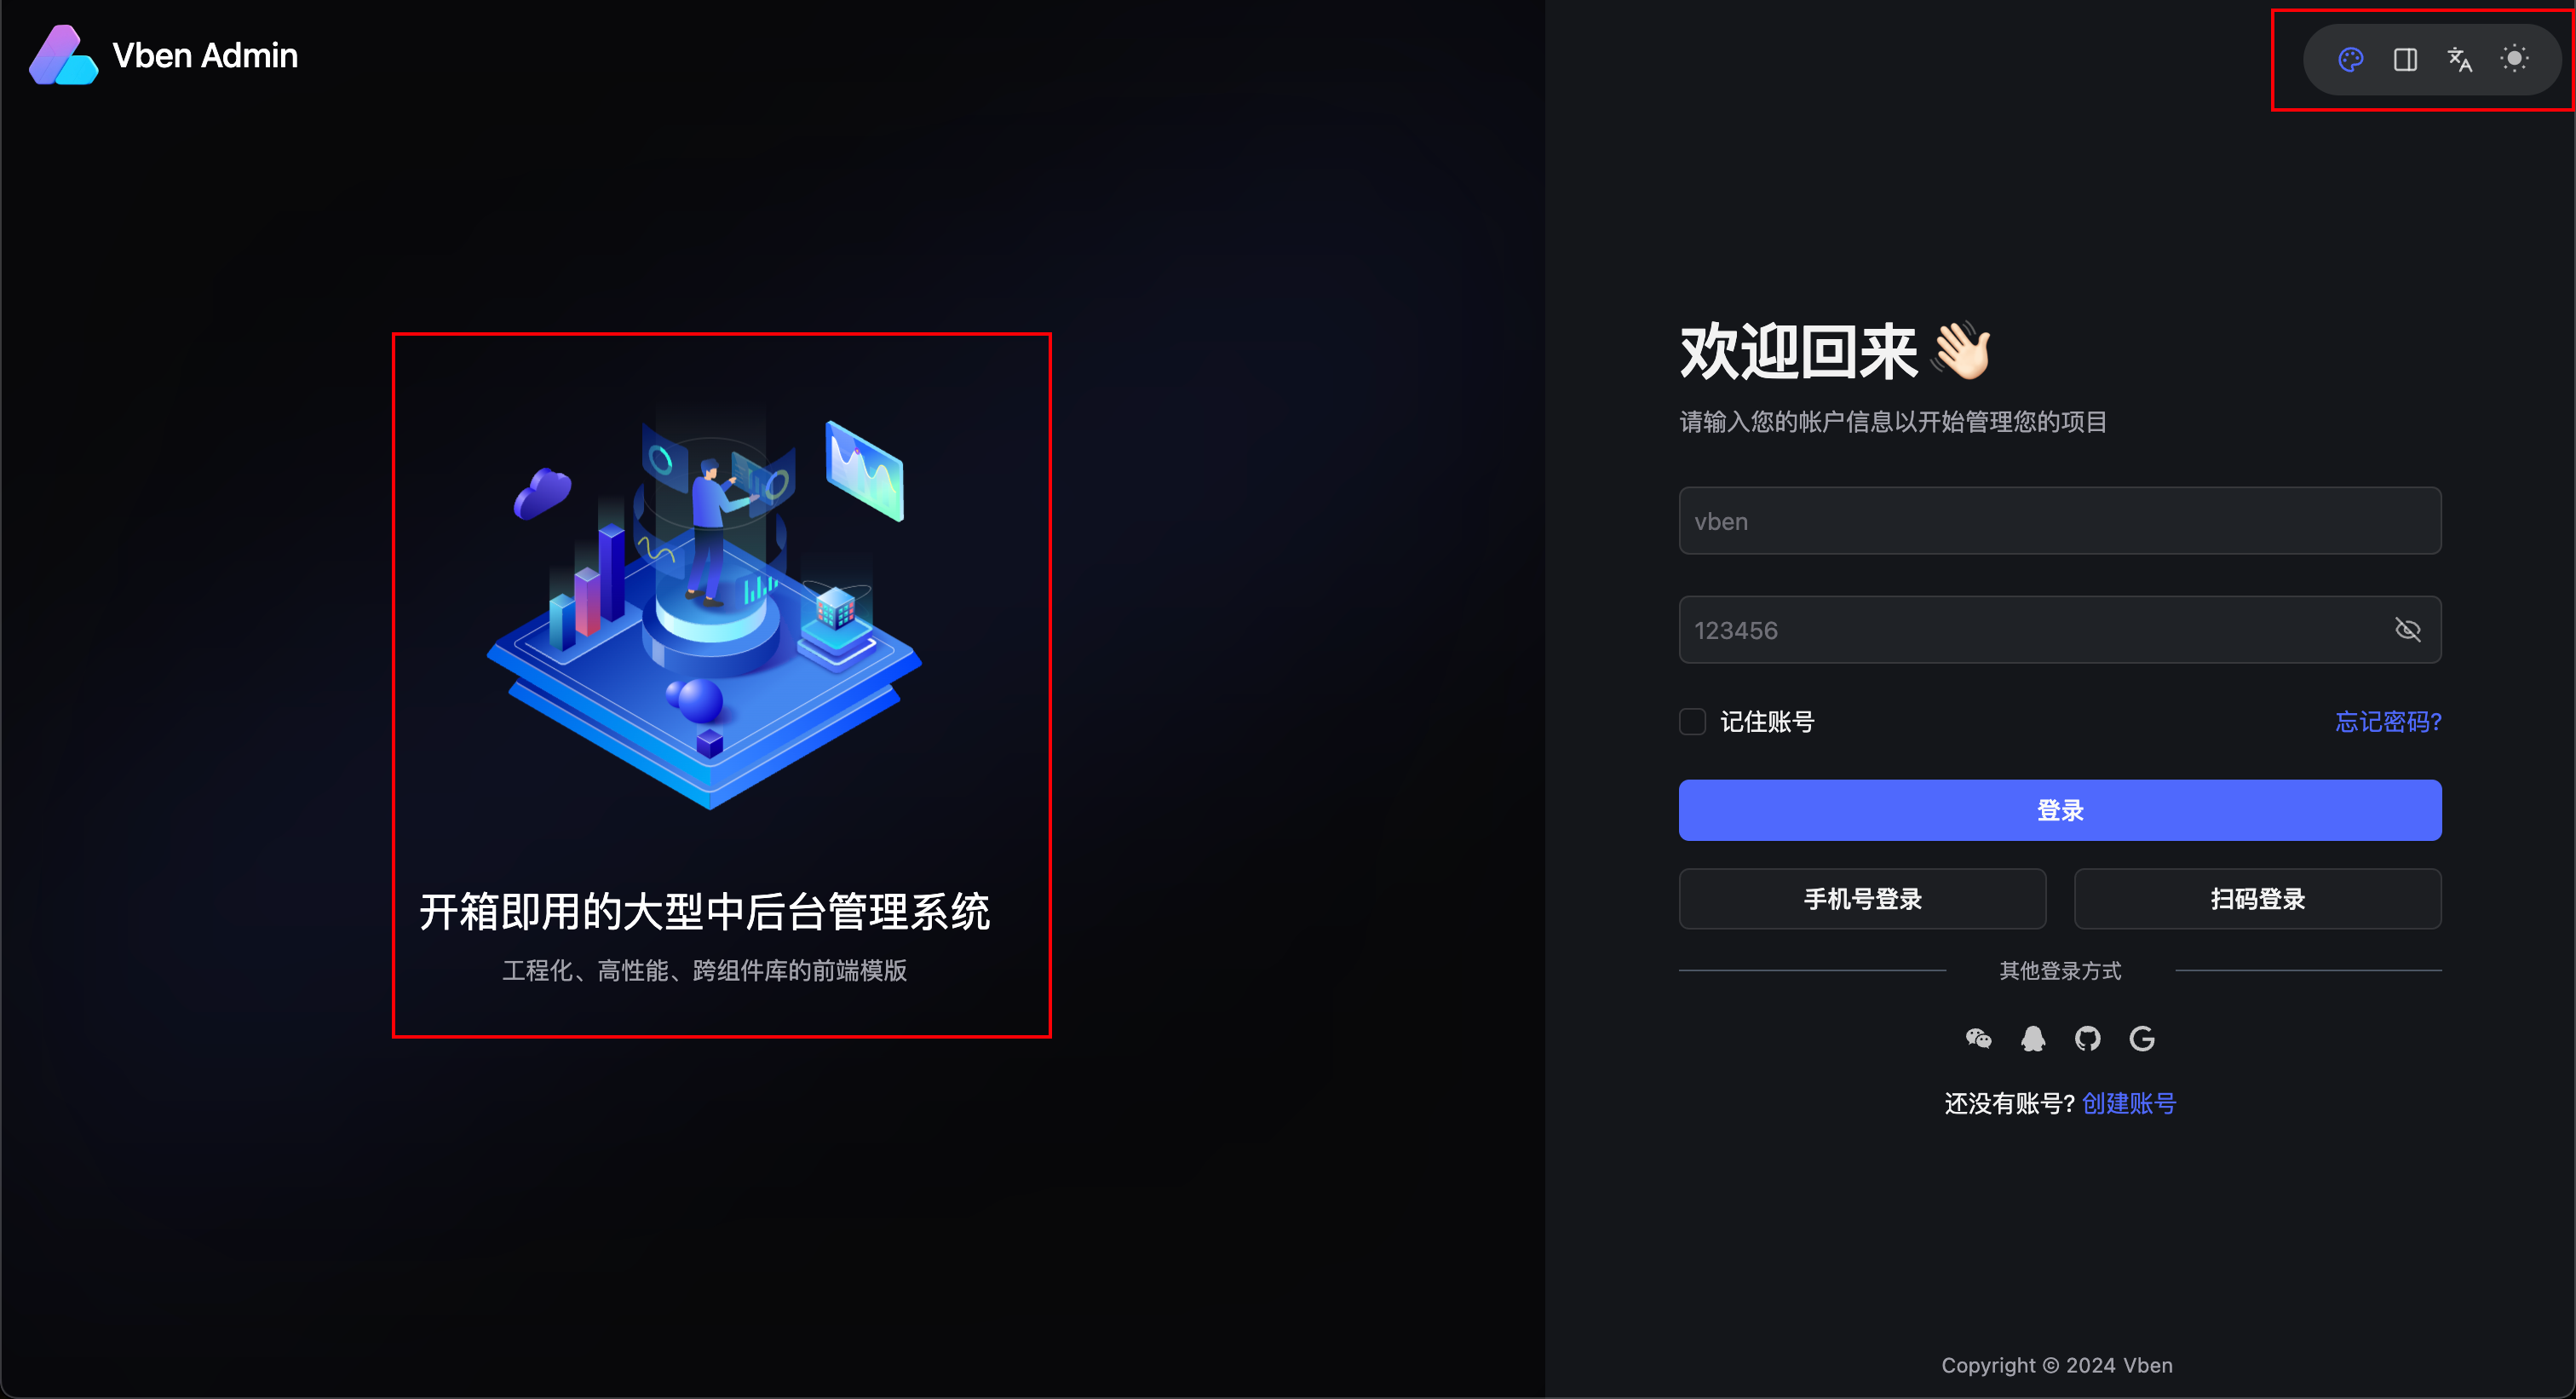 Vben Admin
开箱即用的大型中后台管理系统
工程化、高性能、跨组件库的前端模版
欢迎回来 👋🏻
请输入您的帐户信息以开始管理您的项目
vben
123456
记住账号
忘记密码?
登录
手机号登录
扫码登录
其他登录方式
还没有账号? 创建账号
Copyright © 2024 Vben